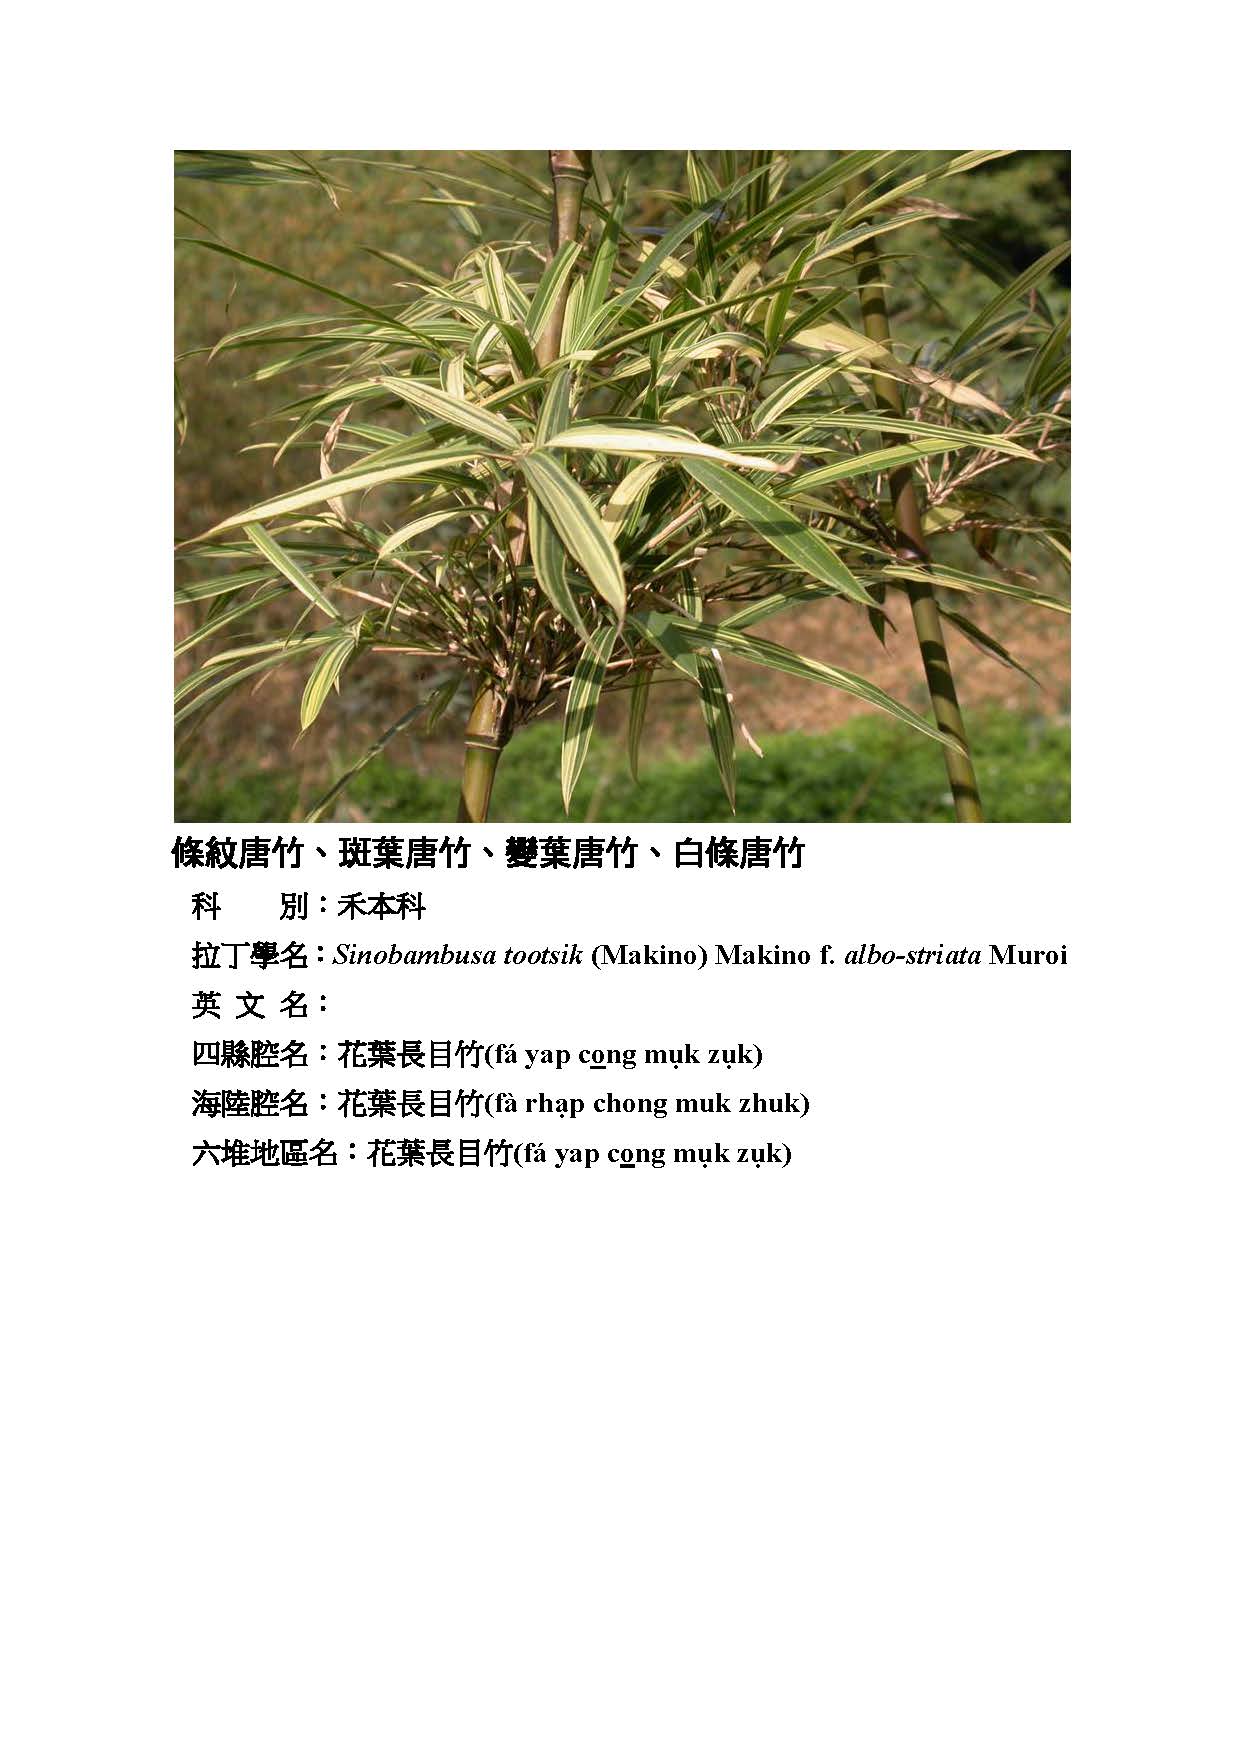 條紋唐竹、斑葉唐竹、變葉唐竹、白條唐竹
科　　別：禾本科
拉丁學名：Sinobambusa tootsik (Makino) Makino f. albo-striata Muroi
英 文 名：
四縣腔名：花葉長目竹(fá yap co̲ng mụk zụk)
海陸腔名：花葉長目竹(fà rhạp chong muk zhuk)
六堆地區名：花葉長目竹(fá yap co̲ng mụk zụk)